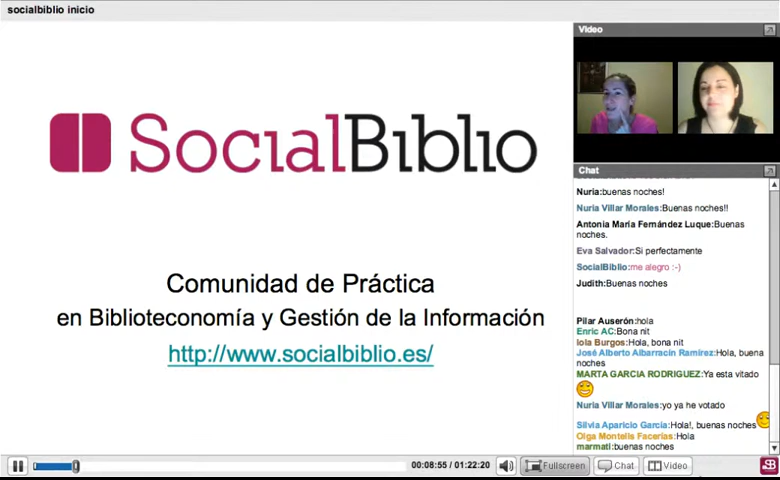 socialbiblio inicio
SocialBiblio
Comunidad de Práctica
en Biblioteconomía y Gestión de la Información
http://www.socialbiblio.es/
Video
Chat
Nuria:buenas noches!
Nuria Villar Morales:Buenas noches!!
Antonia María Fernández Luque:Buenas
noches.
Eva Salvador:Si perfectamente
SocialBiblio:me alegro :-)
Judith:Buenas noches
Pilar Auserón:hola
Enric AC:Bona nit
lola Burgos:Hola, bona nit
José Alberto Albarracín Ramírez:Hola, buena
noches
MARTA GARCIA RODRIGUEZ:Ya esta vitado
Nuria Villar Morales:yo ya he votado
Silvia Aparicio Garcia:Hola!, buenas noches
Olga Montelis Facerías:Hola
marmati:buenas noches
00:08:55 / 01:22:20
Fullscreen
Chat
Video
SB